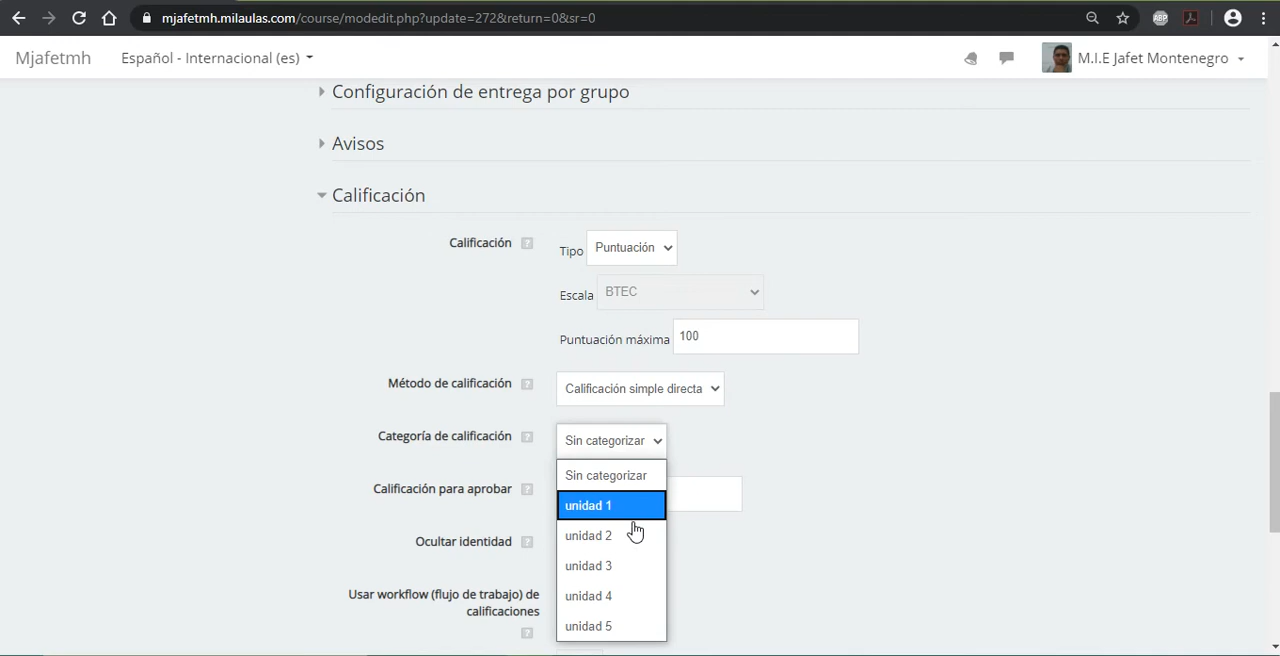 mjafetmh.milaulas.com/course/modedit.php?update=272&return=0&sr=0
ABP
Mjafetmh
Español - Internacional (es)
M.I.E Jafet Montenegro
Configuración de entrega por grupo
Avisos
Calificación
Calificación
Tipo
Puntuación
Escala
BTEC
Puntuación máxima
100
Método de calificación
Calificación simple directa
Categoría de calificación
Sin categorizar
Sin categorizar
Calificación para aprobar
unidad 1
unidad 2
Ocultar identidad
unidad 3
Usar workflow (flujo de trabajo) de
calificaciones
unidad 4
unidad 5